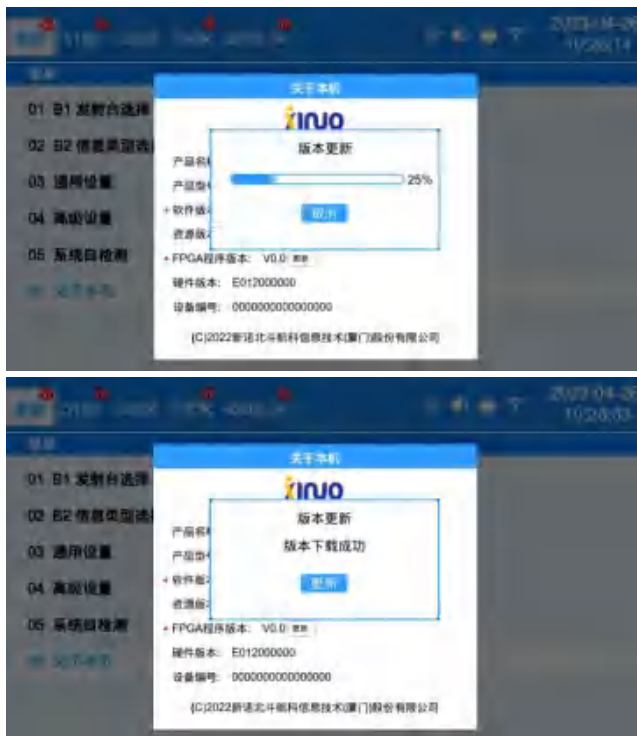 关于本机
XINUO
01 B1 发射台选择
02 B2 信息类型选
03 通用设置
04 高级设置
05 系统自检测
版本更新
25%
取消
产品名
产品型
+软件版
资源版
+FPGA程序版本: V0.0 更新
硬件版本: E012000000
设备编号: 0000000000000000
(C)2022新诺北斗航科信息技术(厦门)股份有限公司
关于本机
XINUO
01 B1 发射台选择
02 B2 信息类型选
03 通用设置
04 高级设置
05 系统自检测
版本更新
版本下载成功
更新
产品名
产品型
+软件版
资源版
+FPGA程序版本: V0.0 更新
硬件版本: E012000000
设备编号: 0000000000000000
(C)2022新诺北斗航科信息技术(厦门)股份有限公司